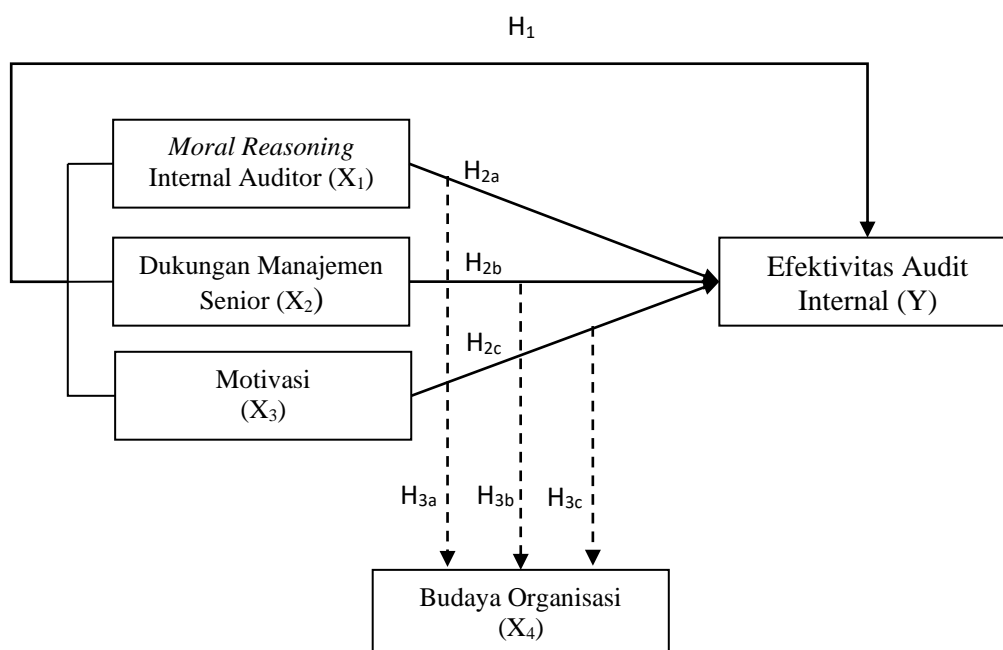 H1
Moral Reasoning
Internal Auditor (X1)
H2a
Dukungan Manajemen
Senior (X2)
H2b
Efektivitas Audit
Internal (Y)
H2c
Motivasi
(X3)
H3a
H3b
H3c
Budaya Organisasi
(X4)